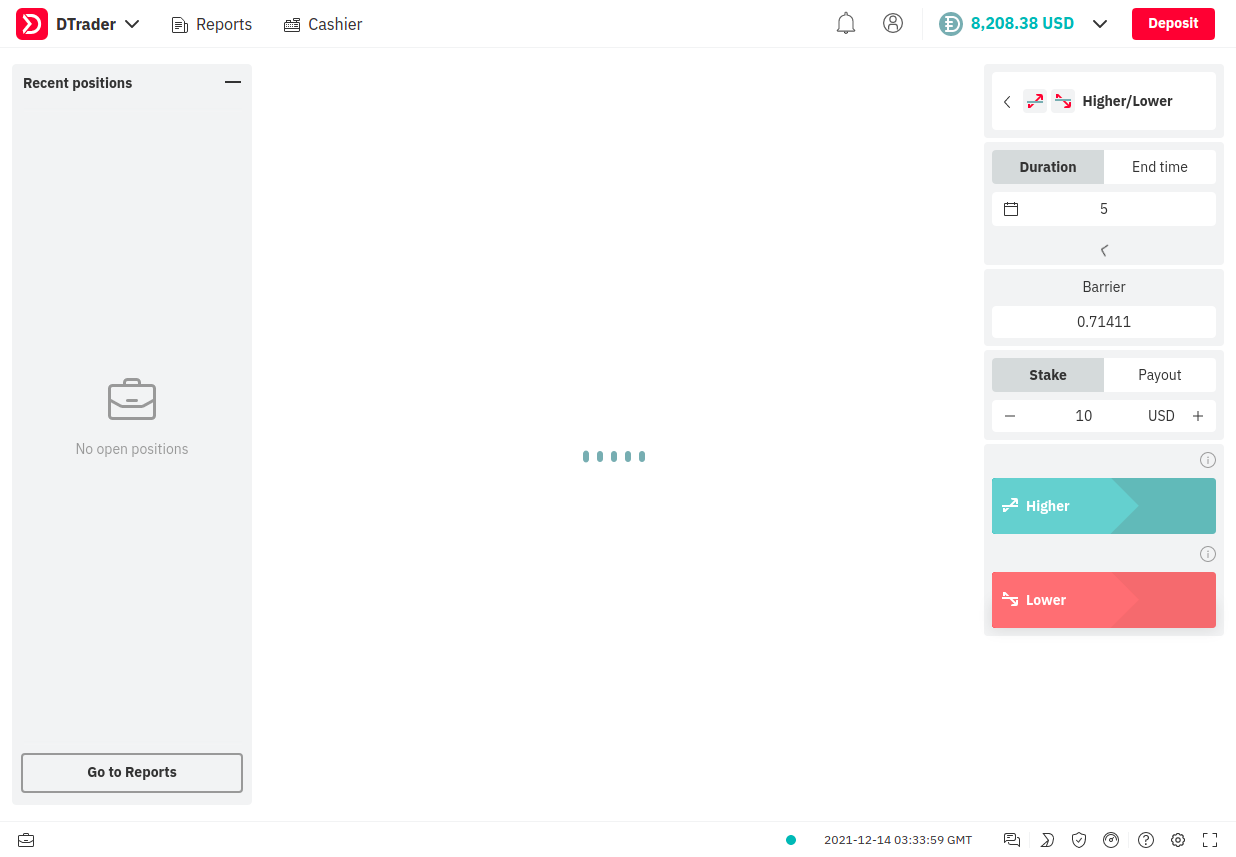 DTrader
Reports
Cashier
8,208.38 USD
Deposit
Recent positions
No open positions
Go to Reports
Higher/Lower
Duration
End time
5
Barrier
0.71411
Stake
Payout
10
USD
Higher
Lower
2021-12-14 03:33:59 GMT